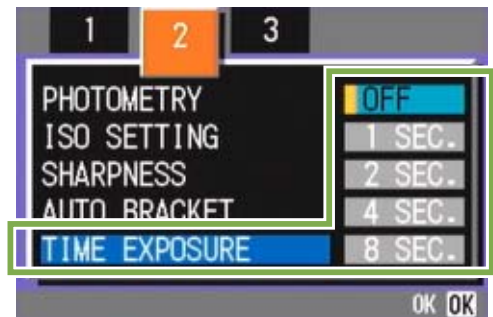 1 2 3
PHOTOMETRY OFF
ISO SETTING 1 SEC.
SHARPNESS 2 SEC.
AUTO BRACKET 4 SEC.
TIME EXPOSURE 8 SEC.
OK OK